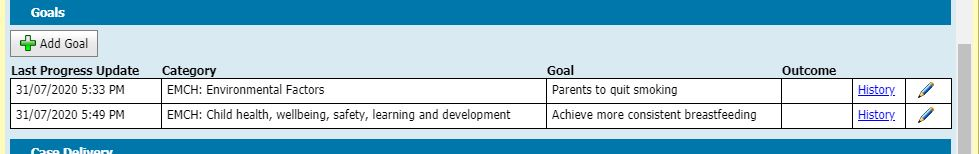 Goals
Add Goal
Last Progress Update Category Goal Outcome
31/07/2020 5:33 PM EMCH: Environmental Factors Parents to quit smoking History
31/07/2020 5:49 PM EMCH: Child health, wellbeing, safety, learning and development Achieve more consistent breastfeeding History
Case Delivery